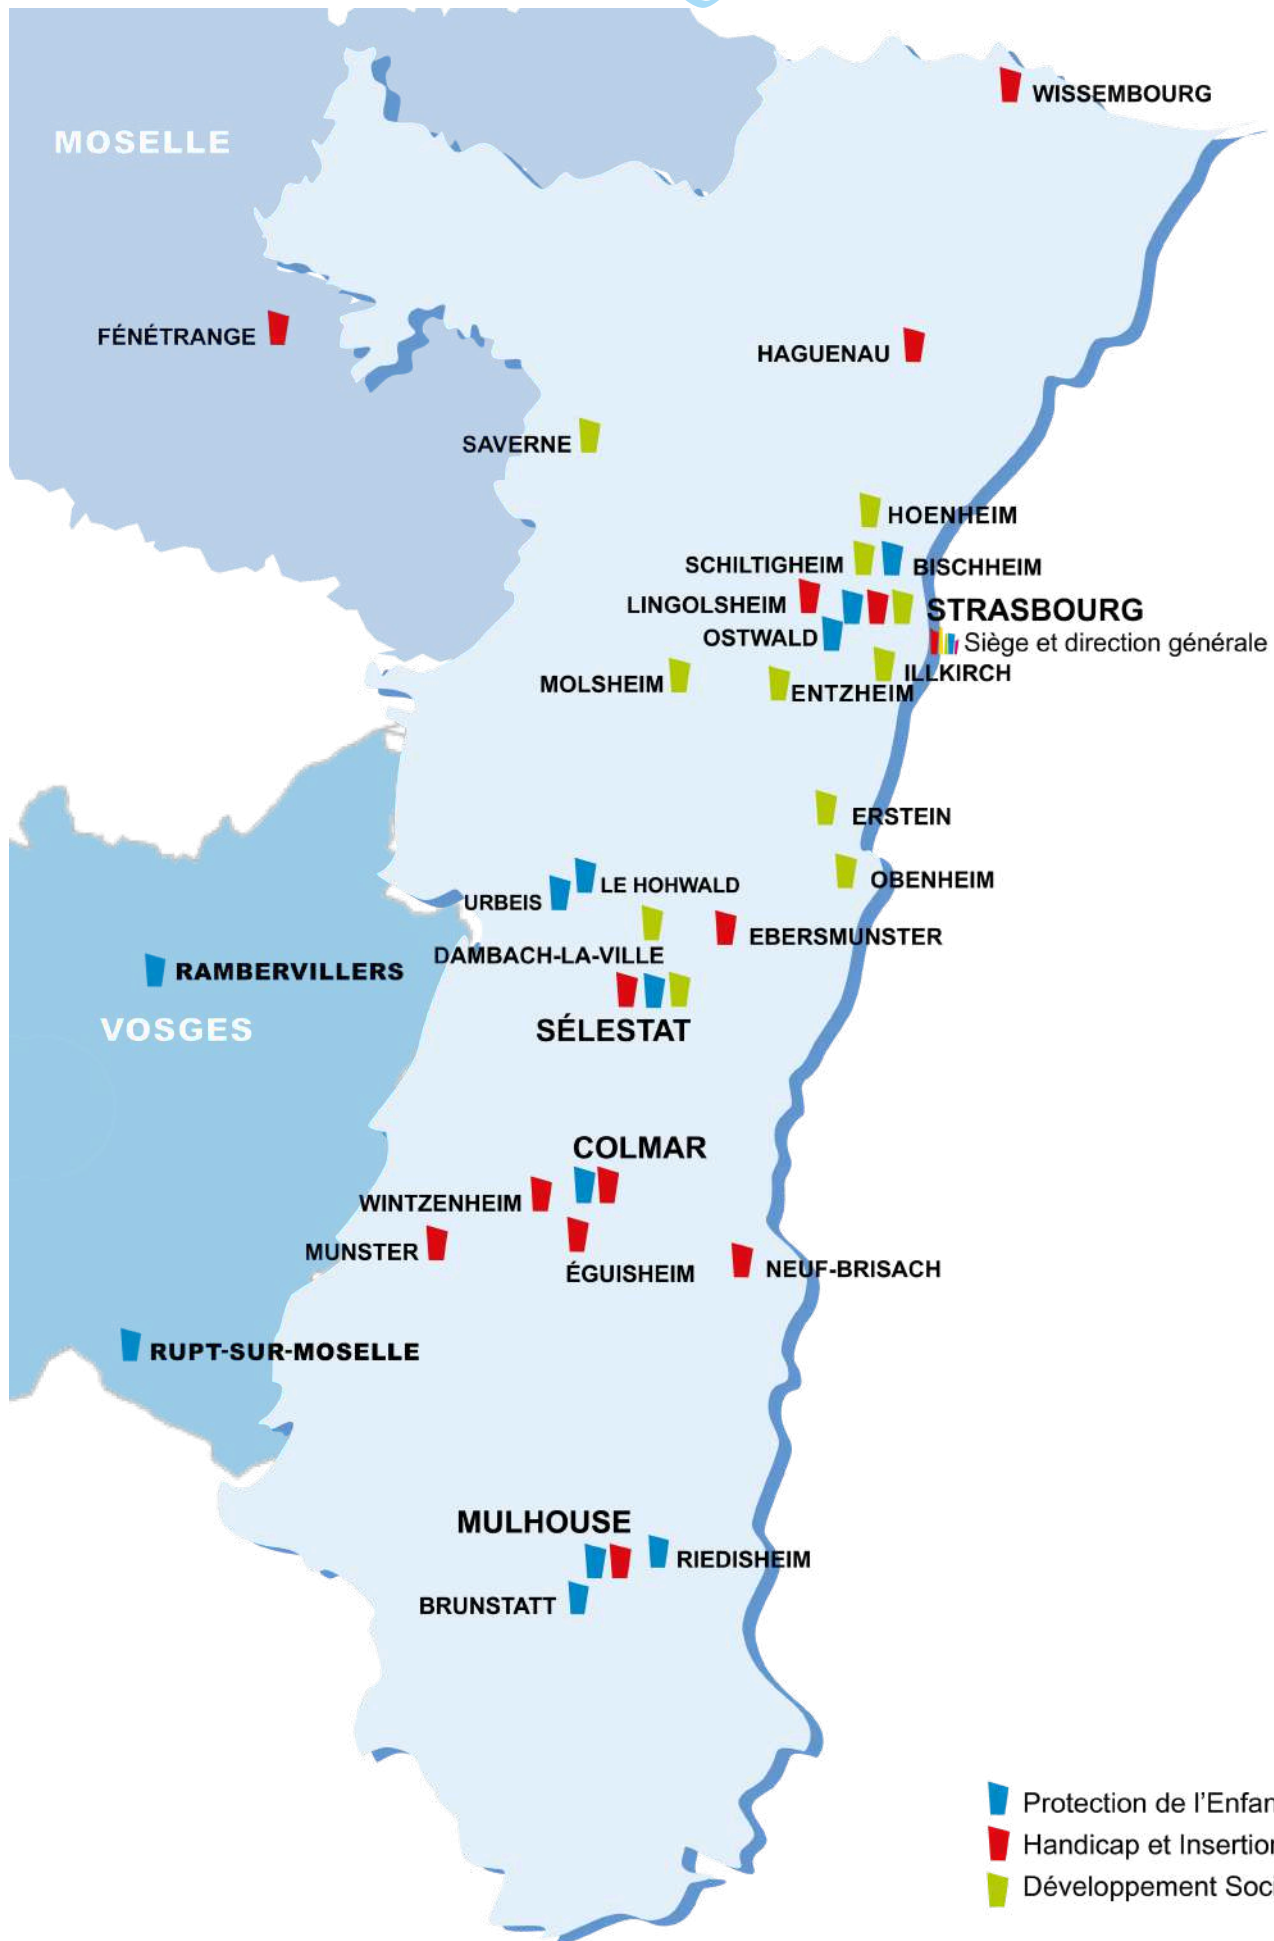 WISSEMBOURG
MOSELLE
FÉNÉTRANGE
HAGUENAU
SAVERNE
HOENHEIM
SCHILTIGHEIM
BISCHHEIM
LINGOLSHEIM
STRASBOURG
OSTWALD
Siège et direction générale
ILLKIRCH
MOLSHEIM
ENTZHEIM
ERSTEIN
OBENHEIM
LE HOHWALD
URBEIS
EBERSMUNSTER
DAMBACH-LA-VILLE
RAMBERVILLERS
VOSGES
SÉLESTAT
COLMAR
WINTZENHEIM
MUNSTER
ÉGUISHEIM
NEUF-BRISACH
RUPT-SUR-MOSELLE
MULHOUSE
RIEDISHEIM
BRUNSTATT
Protection de l'Enfan
Handicap et Insertion
Développement Soci